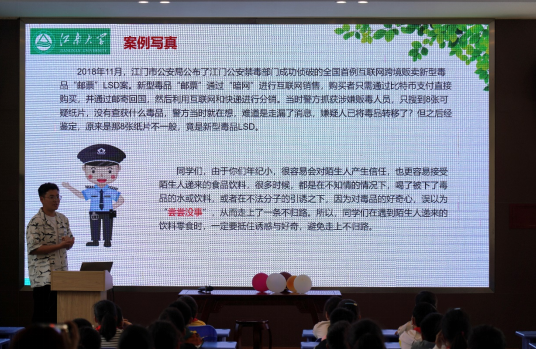 江南大学
案例写真
2018年11月，江门市公安局公布了江门公安禁毒部门成功侦破的全国首例互联网跨境贩卖新型毒
品“邮票”LSD案。新型毒品“邮票”通过“暗网”进行互联网销售，购买者只需通过比特币支付直接
购买，并通过邮寄回国，然后利用互联网和快递进行分销。当时警方抓获涉嫌贩毒人员，只搜到8张可
疑纸片，没有查获什么毒品，警方当时就在想，难道是走漏了消息，嫌疑人已将毒品转移了？但之后经
鉴定，原来是那8张纸片不一般，竟是新型毒品LSD。
同学们，由于你们年纪小，很容易会对陌生人产生信任，也更容易接受
陌生人递来的食品饮料，很多时候，都是在不知情的情况下，喝了被下了毒
品的水或饮料，或者在不法分子的引诱之下，因为对毒品的好奇心，误以为
“尝尝没事”，从而走上了一条不归路。所以，同学们在遇到陌生人递来的
饮料零食时，一定要抵住诱惑与好奇，避免走上不归路。